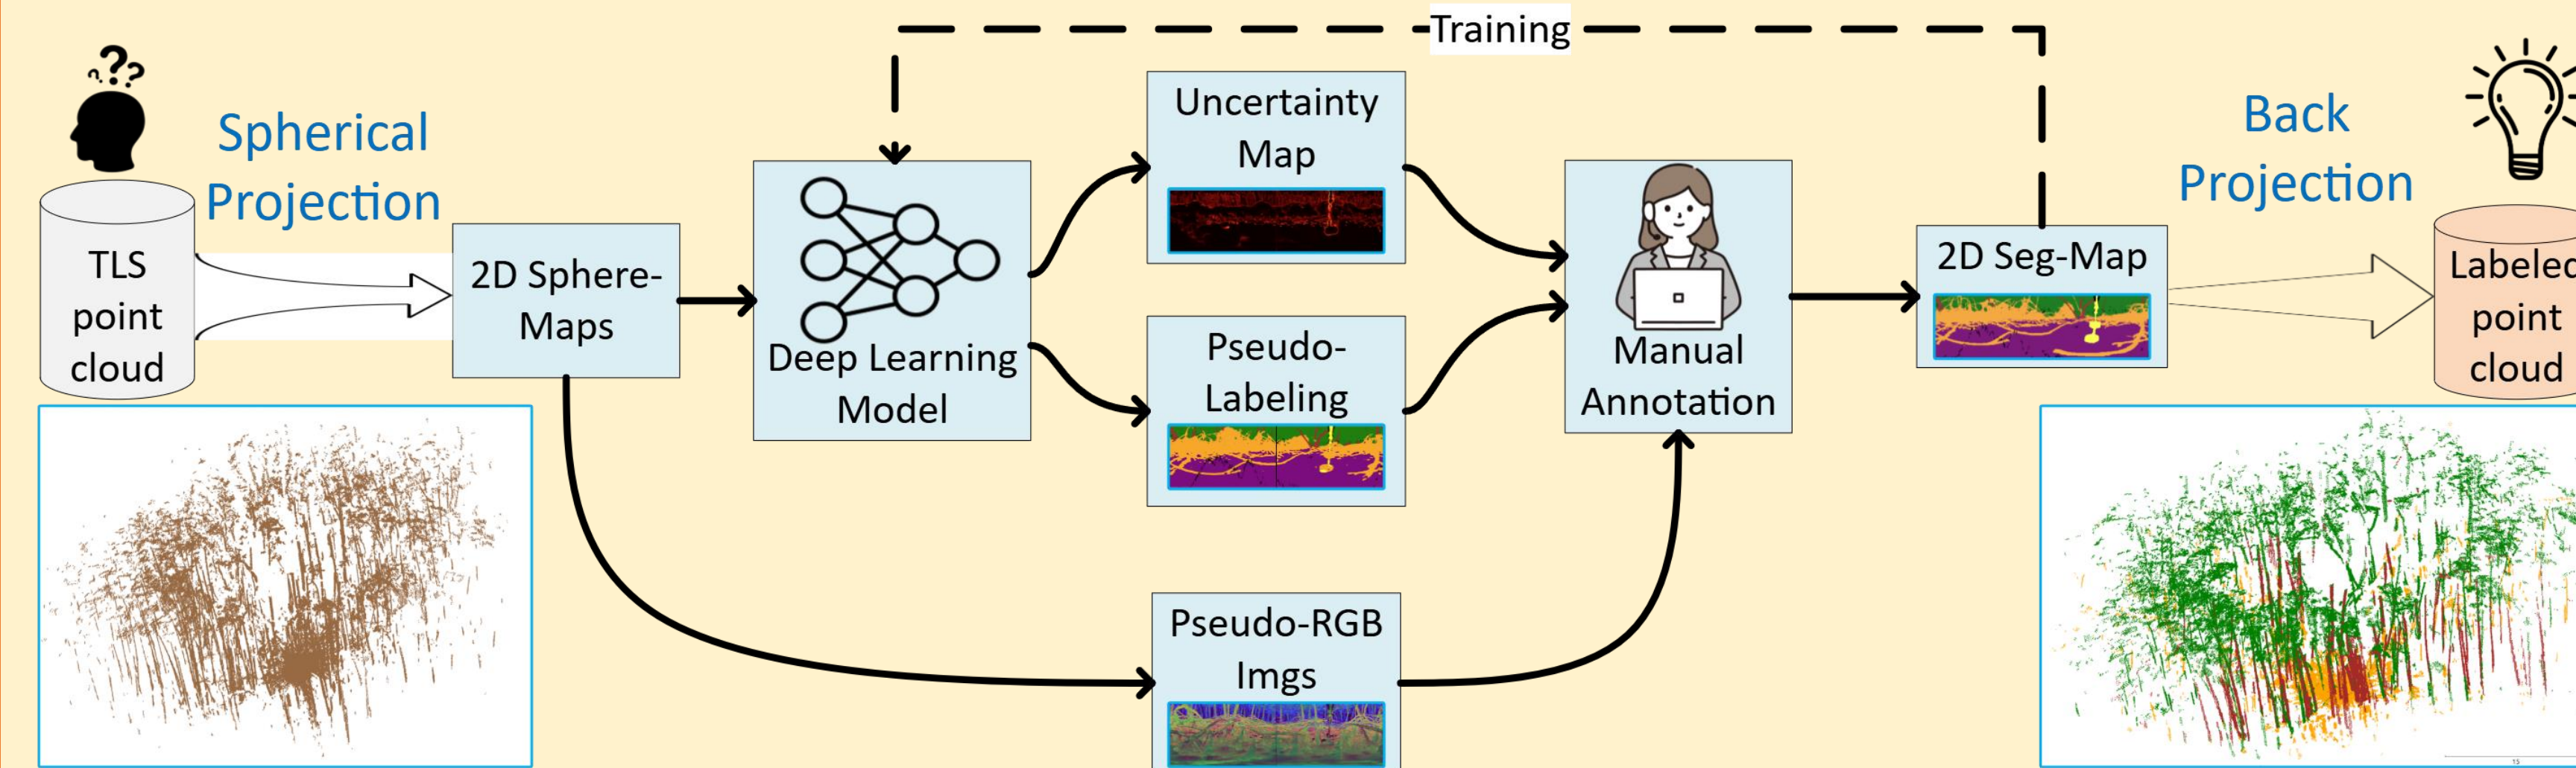 Training
???
Spherical
Projection
TLS
point
cloud
2D Sphere-
Maps
Deep Learning
Model
Uncertainty
Map
Pseudo-
Labeling
Pseudo-RGB
Imgs
Manual
Annotation
2D Seg-Map
Back
Projection
Labeled
point
cloud
15